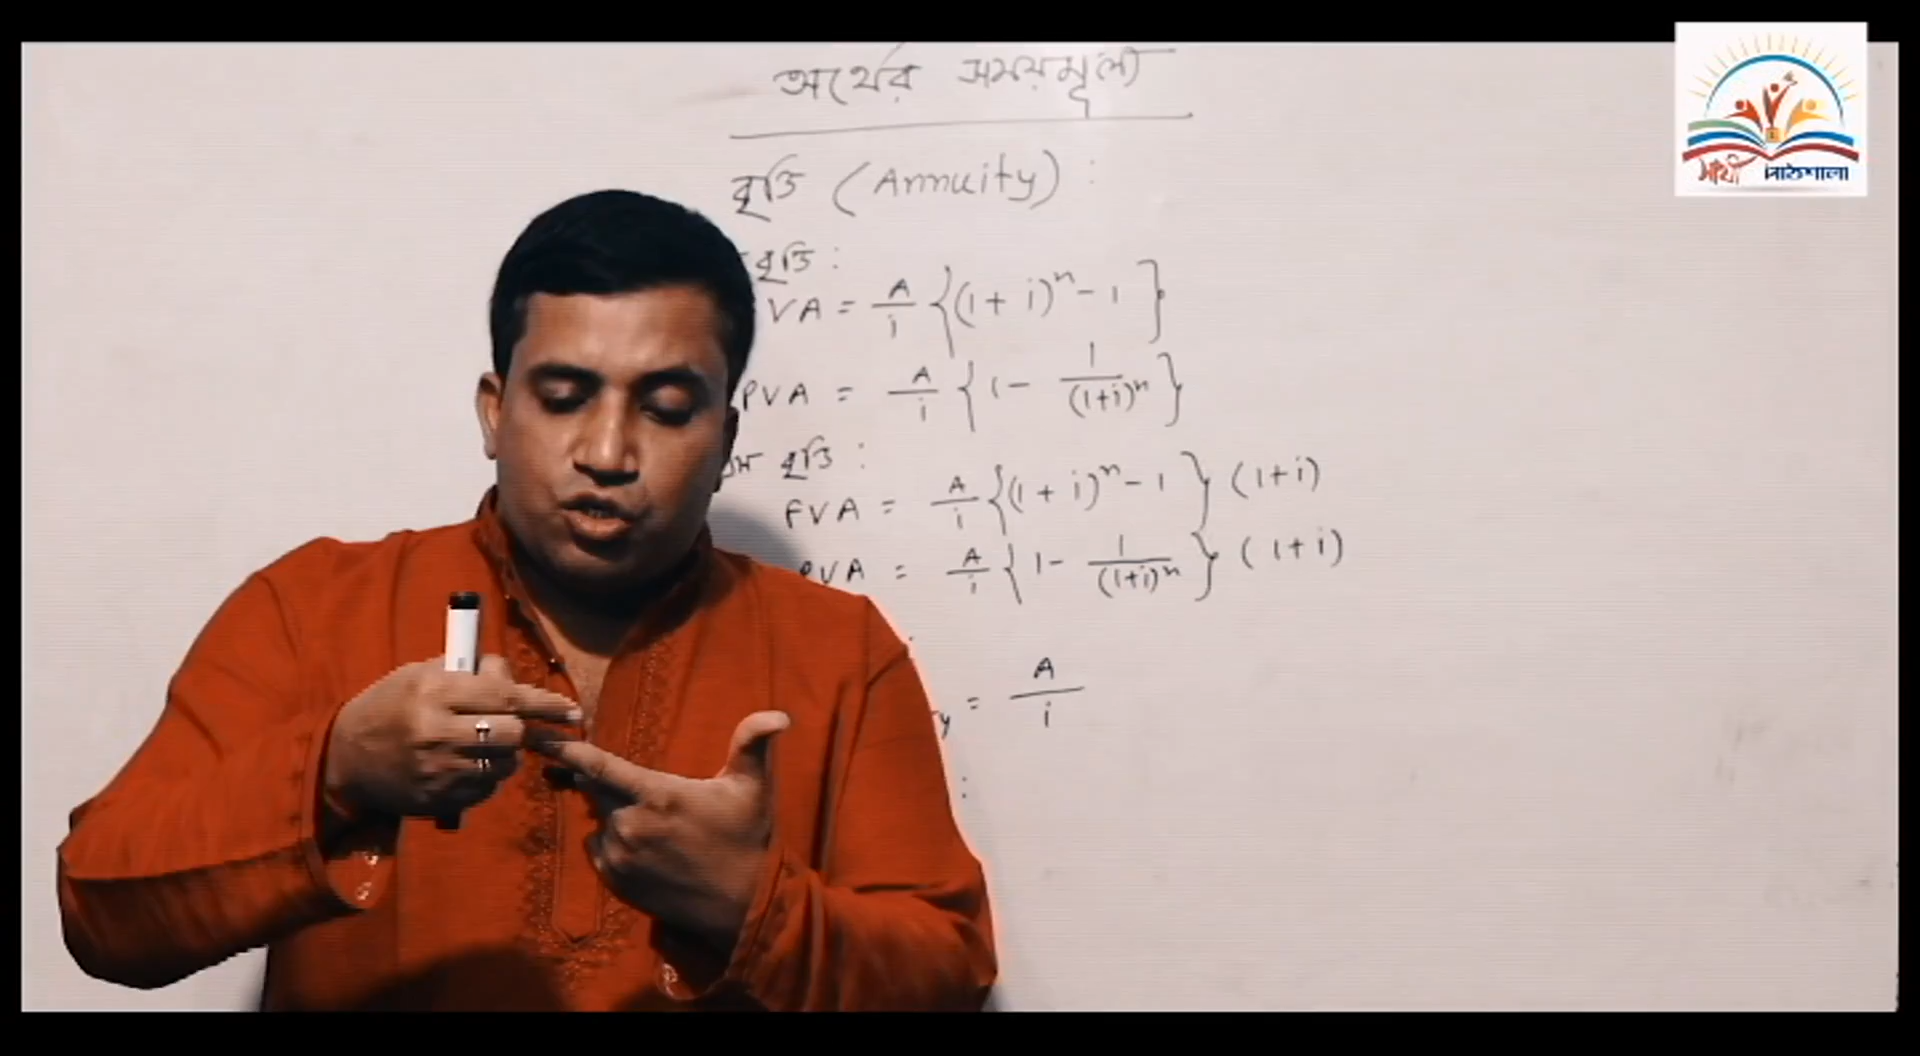 অর্থের সময়মূল্য
বৃত্তি (Annuity) :
বৃত্তি :
VA = A/i {(1 + i)^n - 1}
PVA = A/i {1 - 1/(1+i)^n}
বৃত্তি :
FVA = A/i {(1 + i)^n - 1} (1+i)
PVA = A/i {1 - 1/(1+i)^n} (1+i)
y = A/i
:
সাথী পাঠশালা